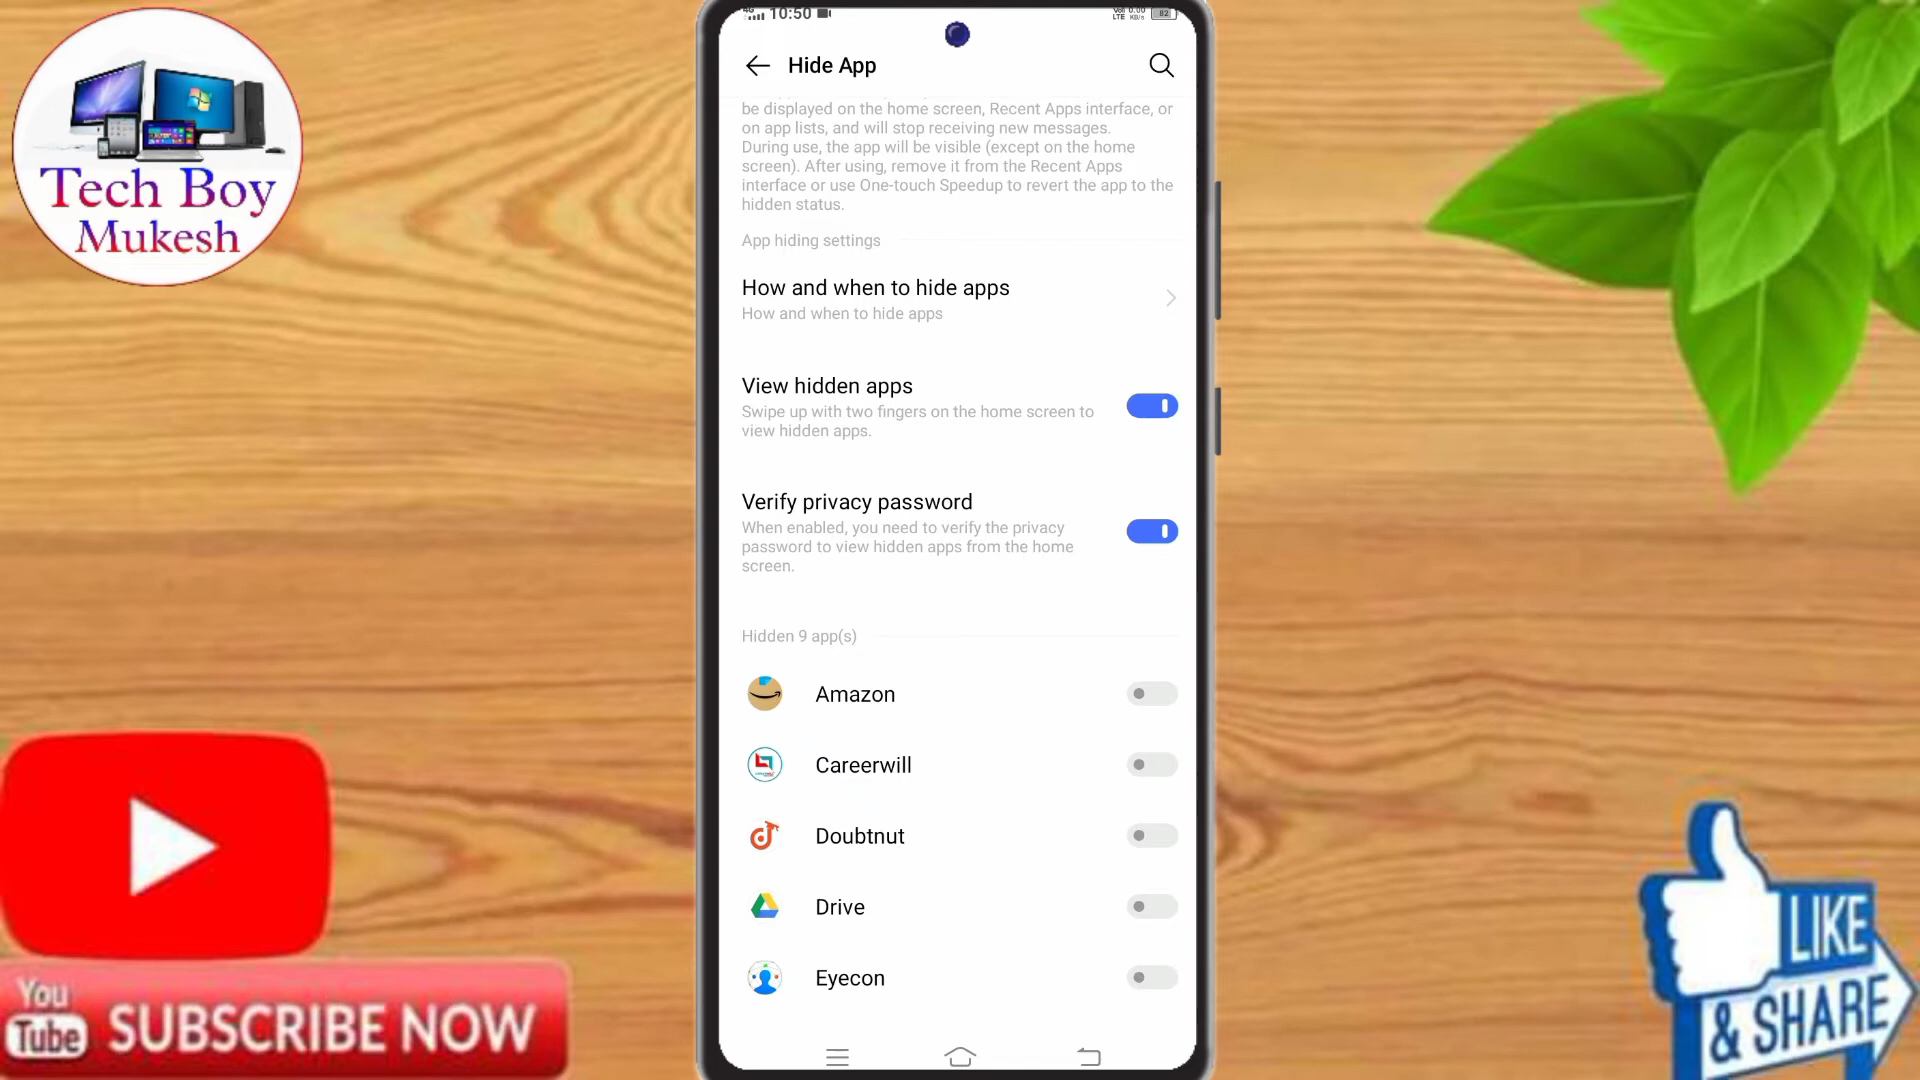 Tech Boy
Mukesh
4G 10:50
LTE 0.00 KB/s 82
Hide App
be displayed on the home screen, Recent Apps interface, or
on app lists, and will stop receiving new messages.
During use, the app will be visible (except on the home
screen). After using, remove it from the Recent Apps
interface or use One-touch Speedup to revert the app to the
hidden status.
App hiding settings
How and when to hide apps
How and when to hide apps
View hidden apps
Swipe up with two fingers on the home screen to
view hidden apps.
Verify privacy password
When enabled, you need to verify the privacy
password to view hidden apps from the home
screen.
Hidden 9 app(s)
Amazon
Careerwill
Doubtnut
Drive
Eyecon
You
Tube SUBSCRIBE NOW
LIKE
& SHARE